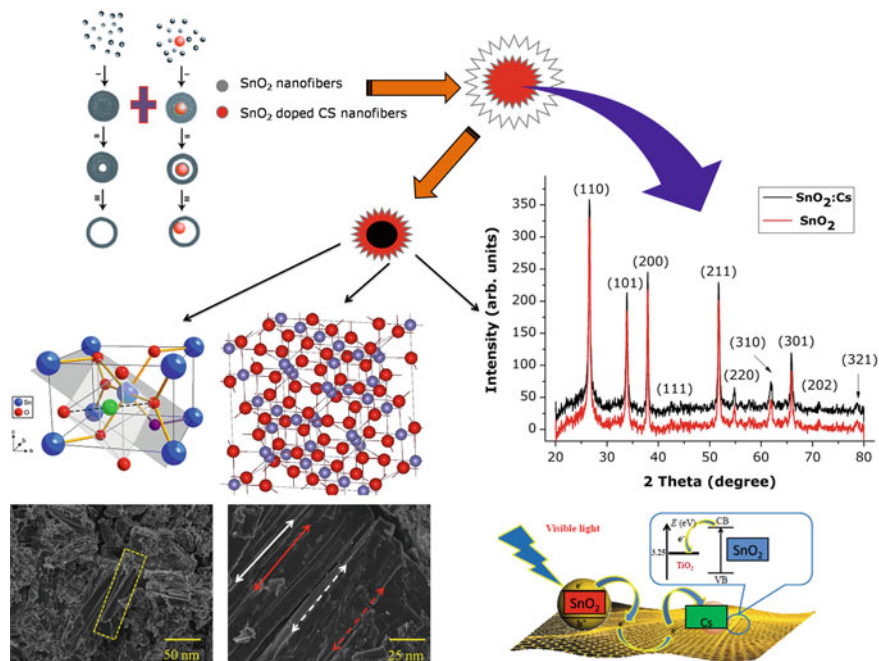 SnO2 nanofibers
SnO2 doped CS nanofibers
SnO2:Cs
SnO2
(110)
(101)
(200)
(111)
(211)
(220)
(310)
(301)
(202)
(321)
Intensity (arb. units)
350
300
250
200
150
100
50
0
20 30 40 50 60 70 80
2 Theta (degree)
Sn
O
c
b
a
50 nm
25 nm
Visible light
E (eV)
CB
e-
3.25
TiO2
SnO2
VB
e-
SnO2
h+
e-
e-
Cs